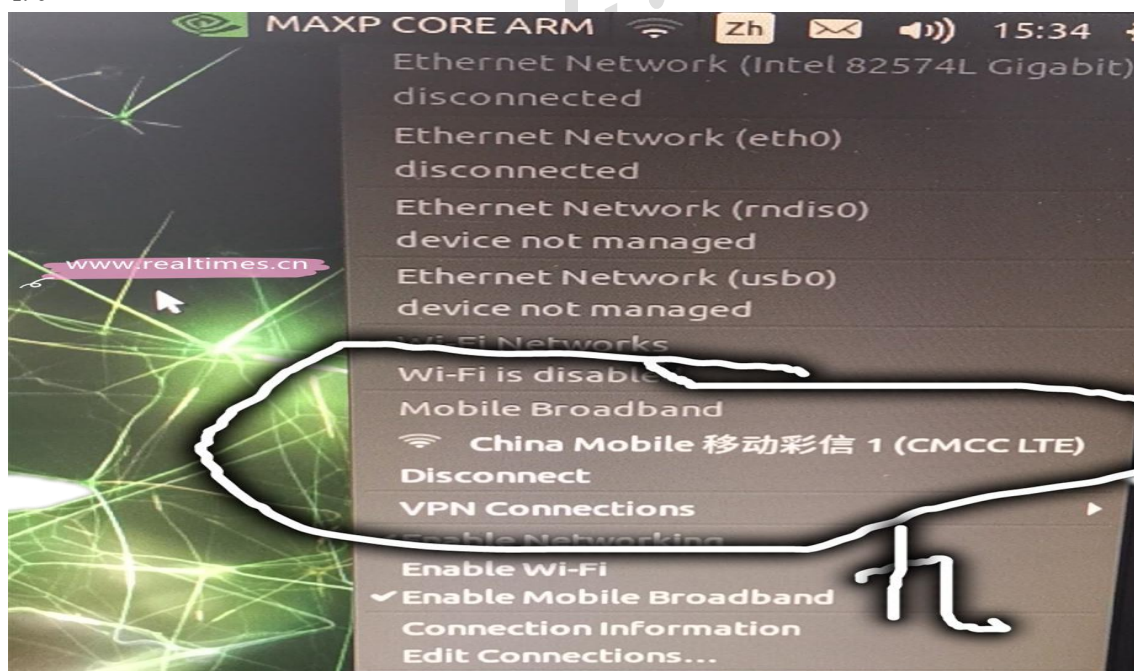 MAXP CORE ARM Zh 15:34
Ethernet Network (Intel 82574L Gigabit)
disconnected
Ethernet Network (eth0)
disconnected
Ethernet Network (rndis0)
device not managed
www.realtimes.cn
Ethernet Network (usb0)
device not managed
Wi-Fi Networks
Wi-Fi is disable
Mobile Broadband
China Mobile 移动彩信 1 (CMCC LTE)
Disconnect
VPN Connections
Enable Networking
Enable Wi-Fi
✔ Enable Mobile Broadband
Connection Information
Edit Connections...